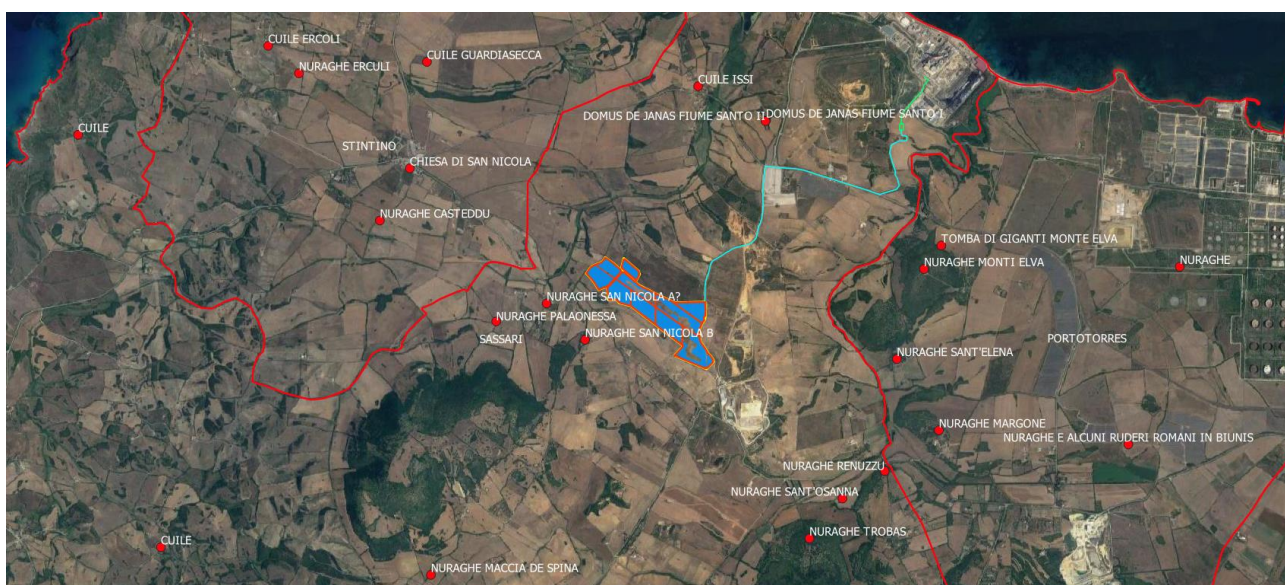 CUILE ERCOLI
CUILE GUARDIASECCA
NURAGHE ERCULI
CUILE ISSI
DOMUS DE JANAS FIUME SANTO II
DOMUS DE JANAS FIUME SANTO I
CUILE
STINTINO
CHIESA DI SAN NICOLA
NURAGHE CASTEDDU
TOMBA DI GIGANTI MONTE ELVA
NURAGHE MONTI ELVA
NURAGHE
NURAGHE SAN NICOLA A?
NURAGHE PALAONESSA
SASSARI
NURAGHE SAN NICOLA B
PORTOTORRES
NURAGHE SANT'ELENA
NURAGHE MARGONE
NURAGHE E ALCUNI RUDERI ROMANI IN BIUNIS
NURAGHE RENUZZU
NURAGHE SANT'OSANNA
NURAGHE TROBAS
CUILE
NURAGHE MACCIA DE SPINA